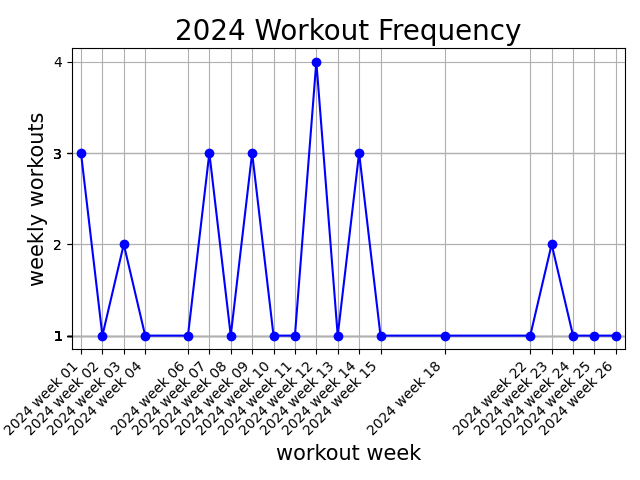 2024 Workout Frequency
weekly workouts
4
3
2
1
2024 week 01
2024 week 02
2024 week 03
2024 week 04
2024 week 06
2024 week 07
2024 week 08
2024 week 09
2024 week 10
2024 week 11
2024 week 12
2024 week 13
2024 week 14
2024 week 15
2024 week 18
2024 week 22
2024 week 23
2024 week 24
2024 week 25
2024 week 26
workout week